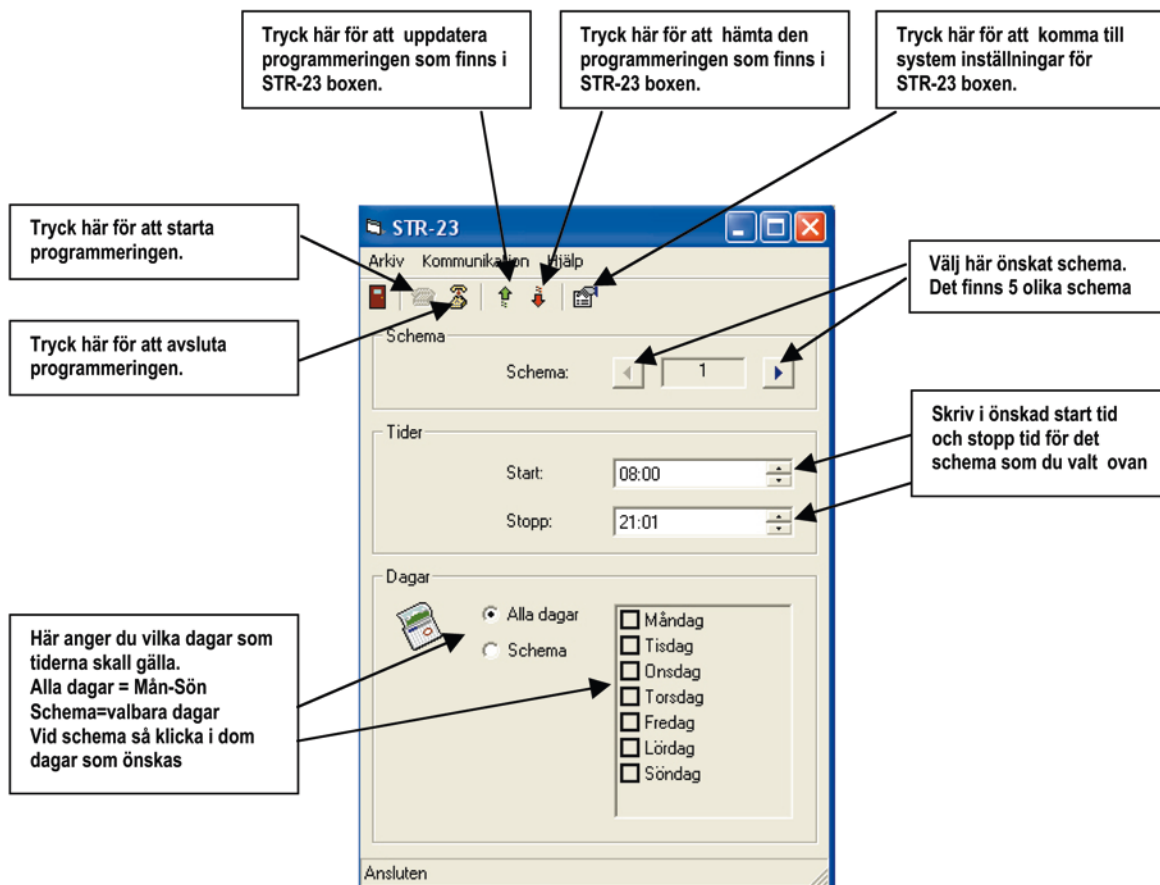 Tryck här för att uppdatera
programmeringen som finns i
STR-23 boxen.
Tryck här för att hämta den
programmeringen som finns i
STR-23 boxen.
Tryck här för att komma till
system inställningar för
STR-23 boxen.
Tryck här för att starta
programmeringen.
Tryck här för att avsluta
programmeringen.
STR-23
Arkiv Kommunikation Hjälp
Schema
Schema: 1
Välj här önskat schema.
Det finns 5 olika schema
Tider
Start: 08:00
Stopp: 21:01
Skriv i önskad start tid
och stopp tid för det
schema som du valt ovan
Dagar
Alla dagar
Schema
Måndag
Tisdag
Onsdag
Torsdag
Fredag
Lördag
Söndag
Här anger du vilka dagar som
tiderna skall gälla.
Alla dagar = Mån-Sön
Schema=valbara dagar
Vid schema så klicka i dom
dagar som önskas
Ansluten